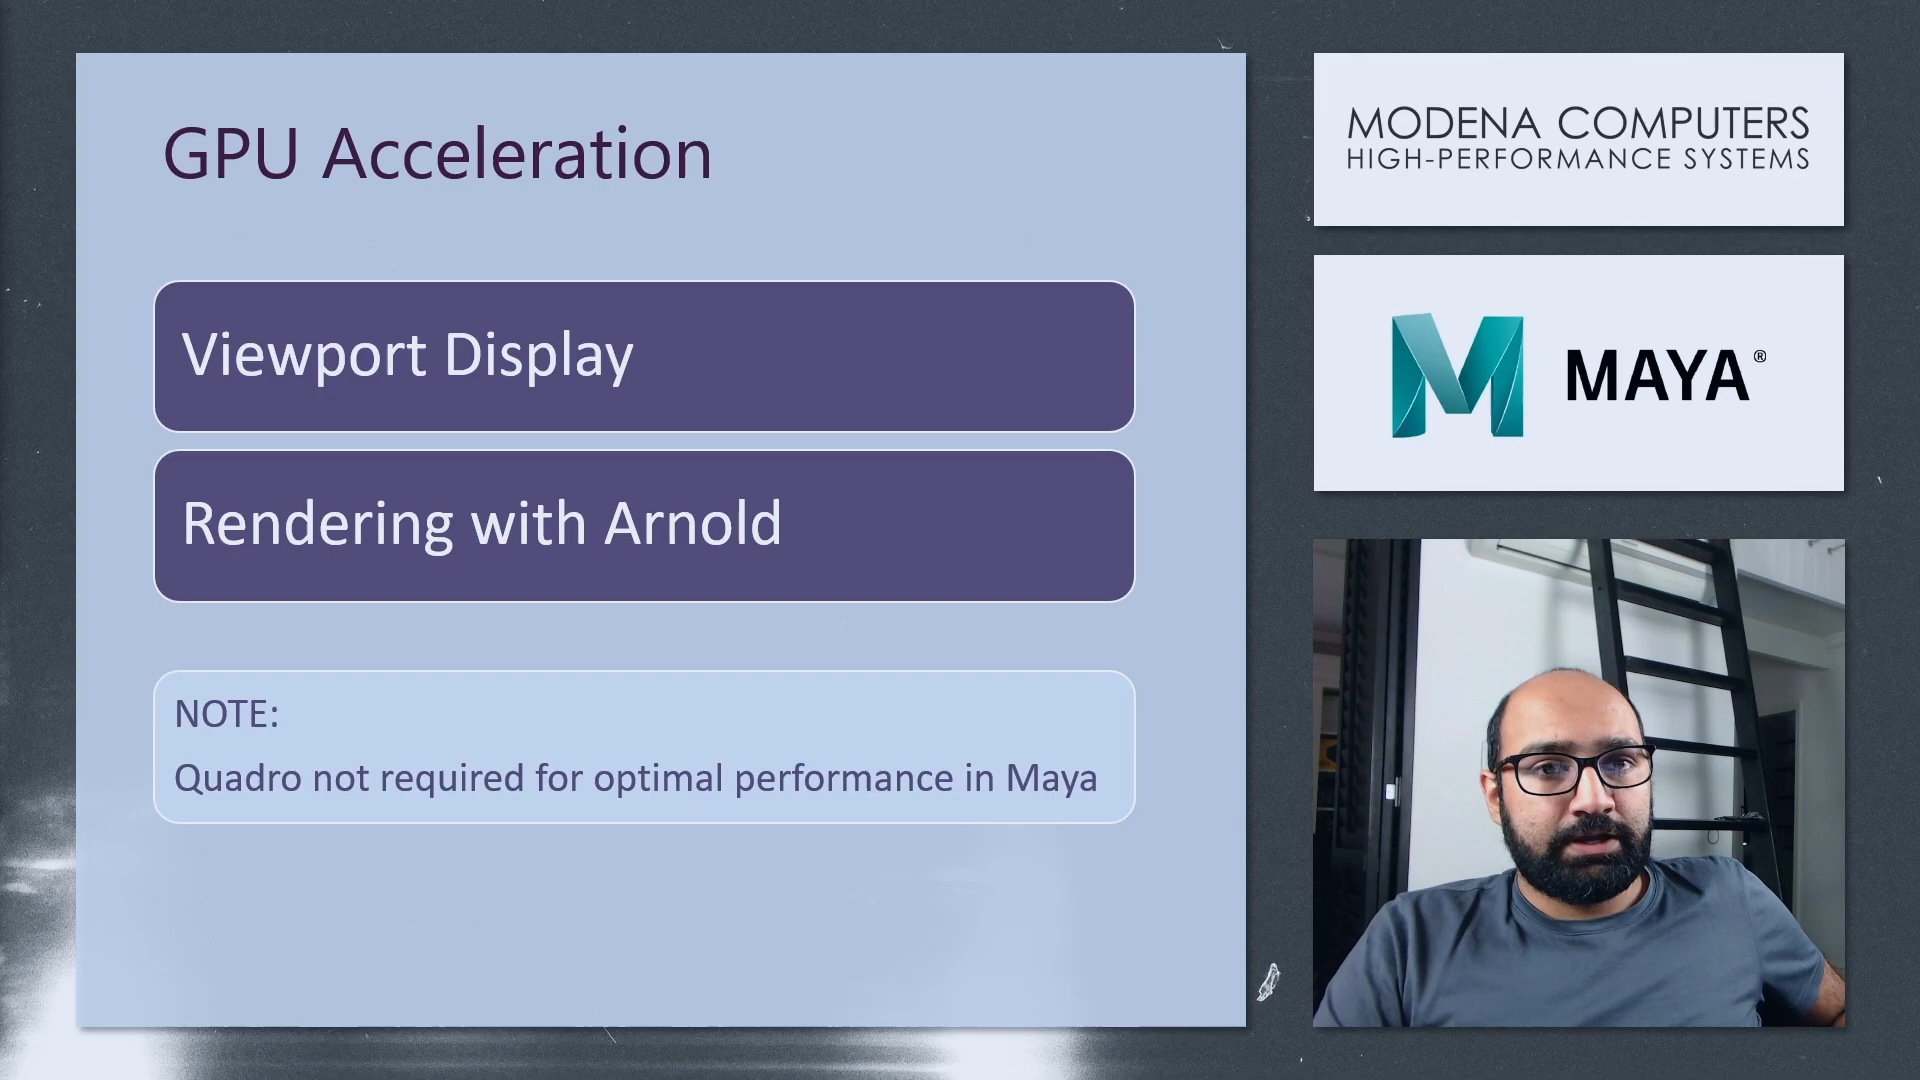 GPU Acceleration
Viewport Display
Rendering with Arnold
NOTE:
Quadro not required for optimal performance in Maya
MODENA COMPUTERS
HIGH-PERFORMANCE SYSTEMS
MAYA®